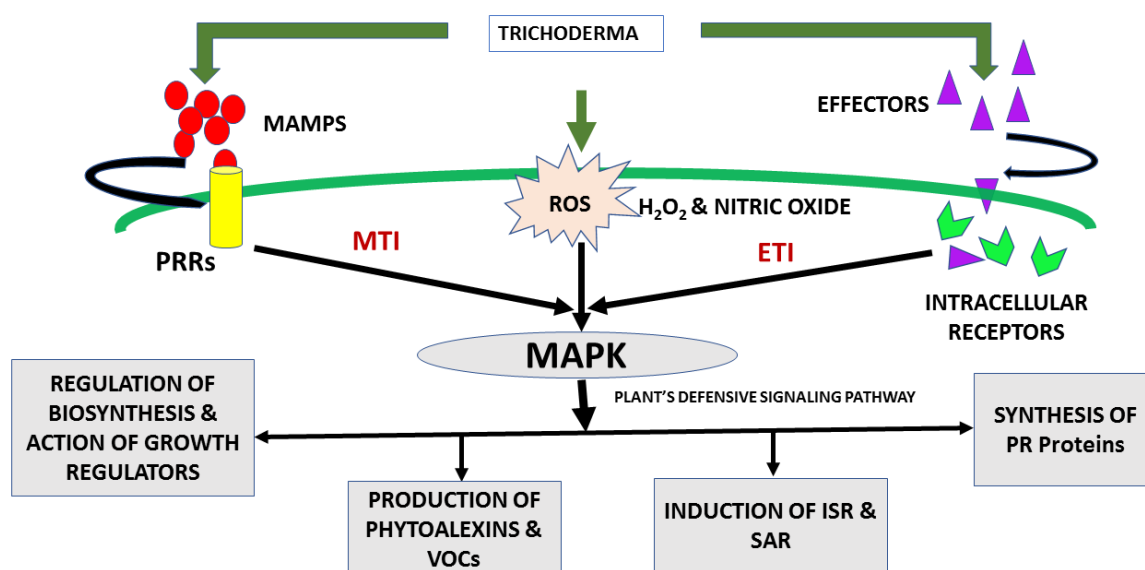 TRICHODERMA
MAMPS
EFFECTORS
ROS
H₂O₂ & NITRIC OXIDE
PRRs
MTI
ETI
INTRACELLULAR
RECEPTORS
MAPK
PLANT'S DEFENSIVE SIGNALING PATHWAY
REGULATION OF
BIOSYNTHESIS &
ACTION OF GROWTH
REGULATORS
PRODUCTION OF
PHYTOALEXINS &
VOCs
INDUCTION OF ISR &
SAR
SYNTHESIS OF
PR Proteins